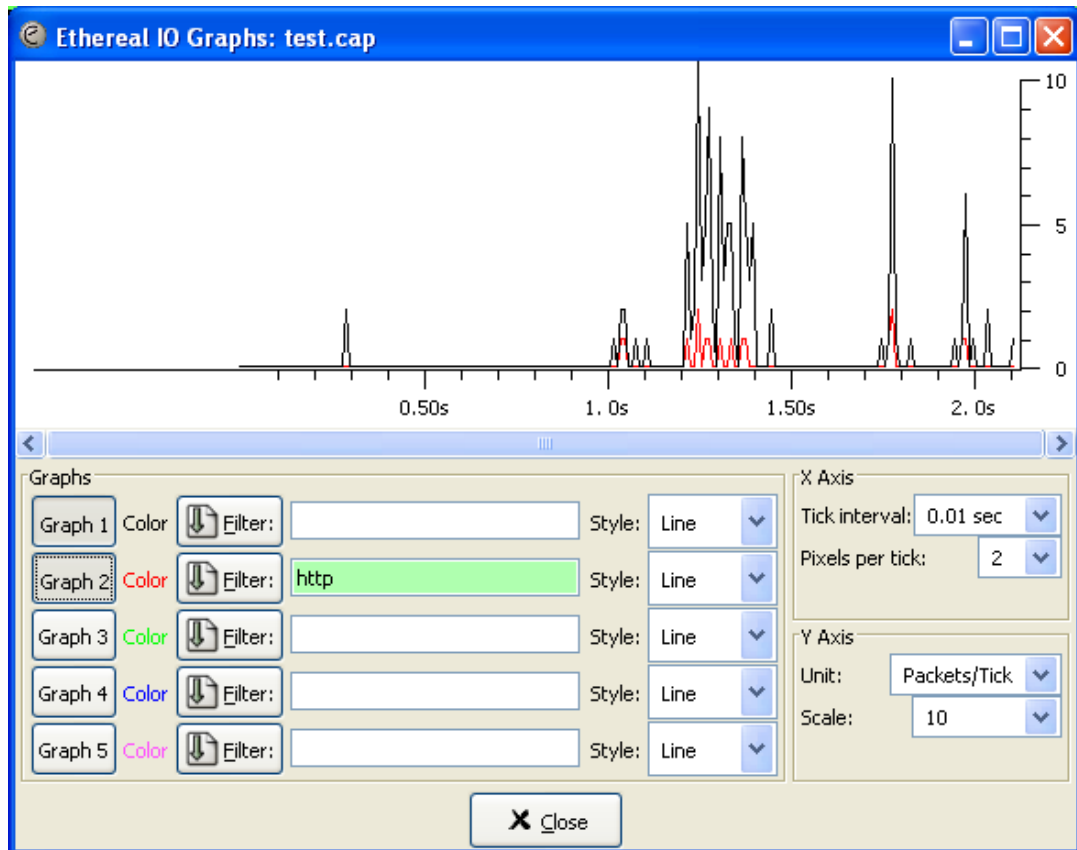 Ethereal IO Graphs: test.cap
10
5
0
0.50s 1. 0s 1.50s 2. 0s
Graphs
Graph 1 Color Filter: Style: Line
Graph 2 Color Filter: http Style: Line
Graph 3 Color Filter: Style: Line
Graph 4 Color Filter: Style: Line
Graph 5 Color Filter: Style: Line
X Axis
Tick interval: 0.01 sec
Pixels per tick: 2
Y Axis
Unit: Packets/Tick
Scale: 10
Close